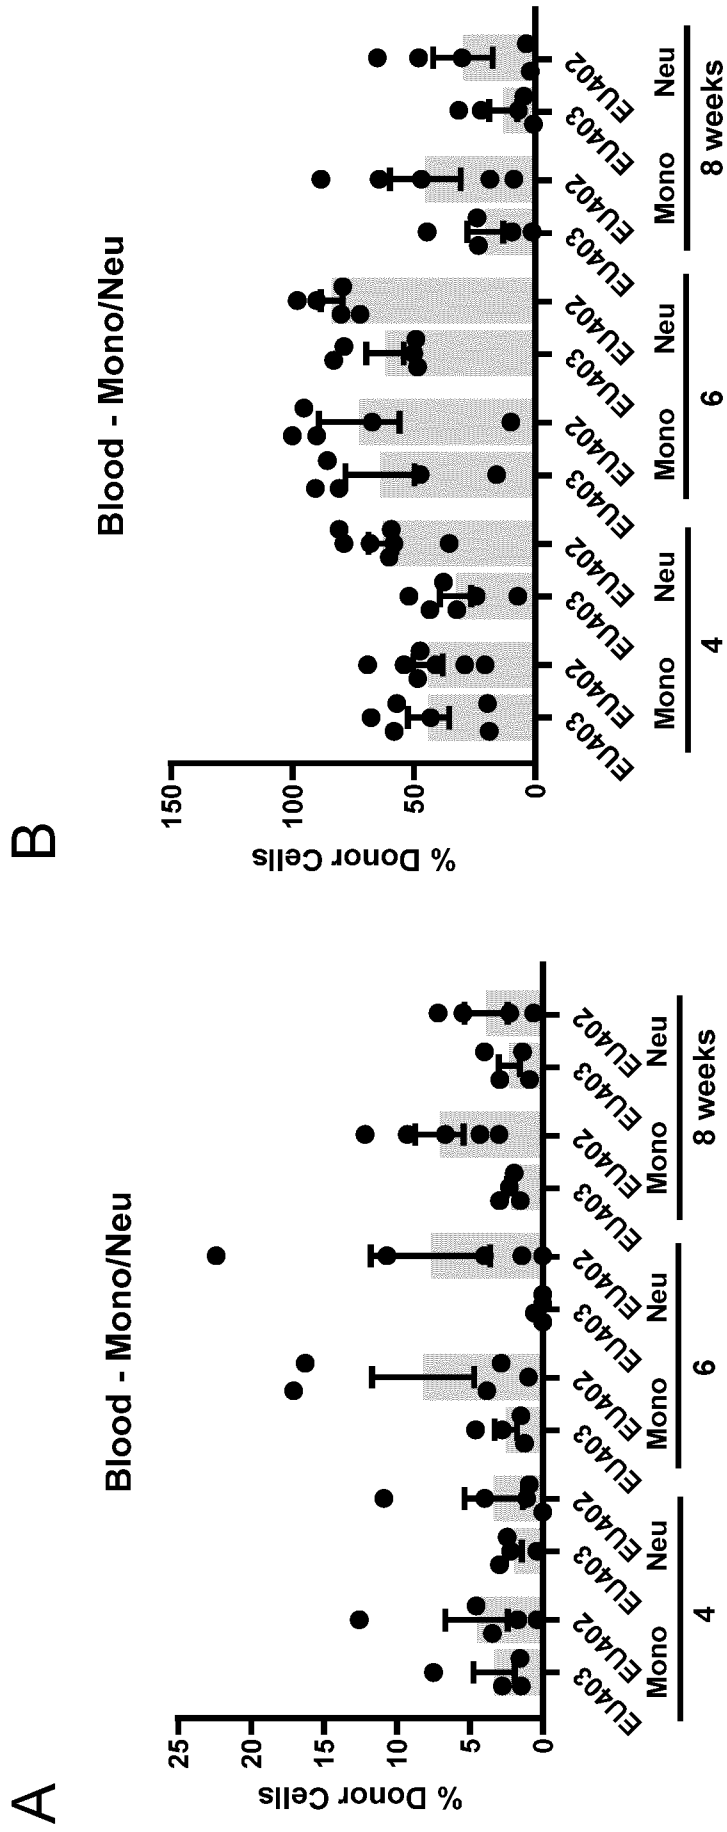 A
Blood - Mono/Neu
% Donor Cells
25
20
15
10
5
0
EU403 EU402 EU403 EU402 EU403 EU402 EU403 EU402 EU403 EU402 EU403 EU402
Mono Neu Mono Neu Mono Neu
4 6 8 weeks
B
Blood - Mono/Neu
% Donor Cells
150
100
50
0
EU403 EU402 EU403 EU402 EU403 EU402 EU403 EU402 EU403 EU402 EU403 EU402
Mono Neu Mono Neu Mono Neu
4 6 8 weeks